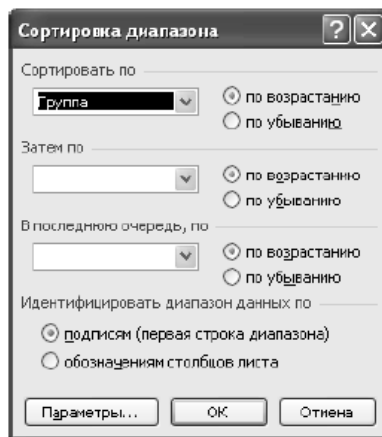 Сортировка диапазона
Сортировать по
Группа
по возрастанию
по убыванию
Затем по
по возрастанию
по убыванию
В последнюю очередь, по
по возрастанию
по убыванию
Идентифицировать диапазон данных по
подписям (первая строка диапазона)
обозначениям столбцов листа
Параметры... ОК Отмена